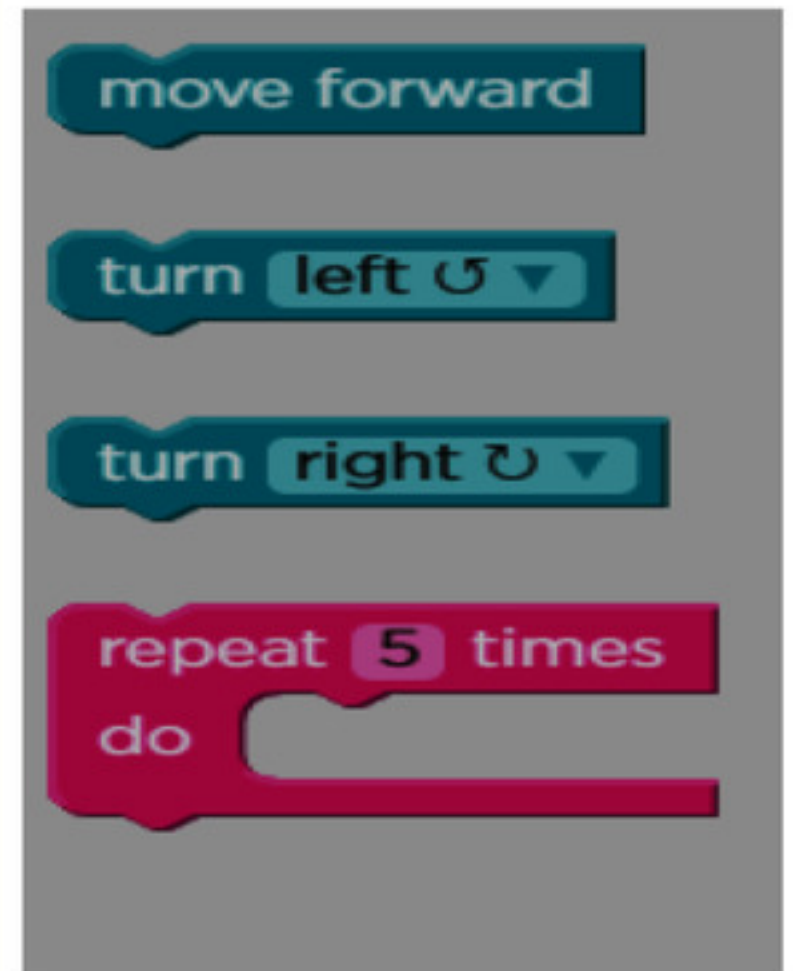 move forward
turn left ↺ ▼
turn right ↻ ▼
repeat 5 times
do